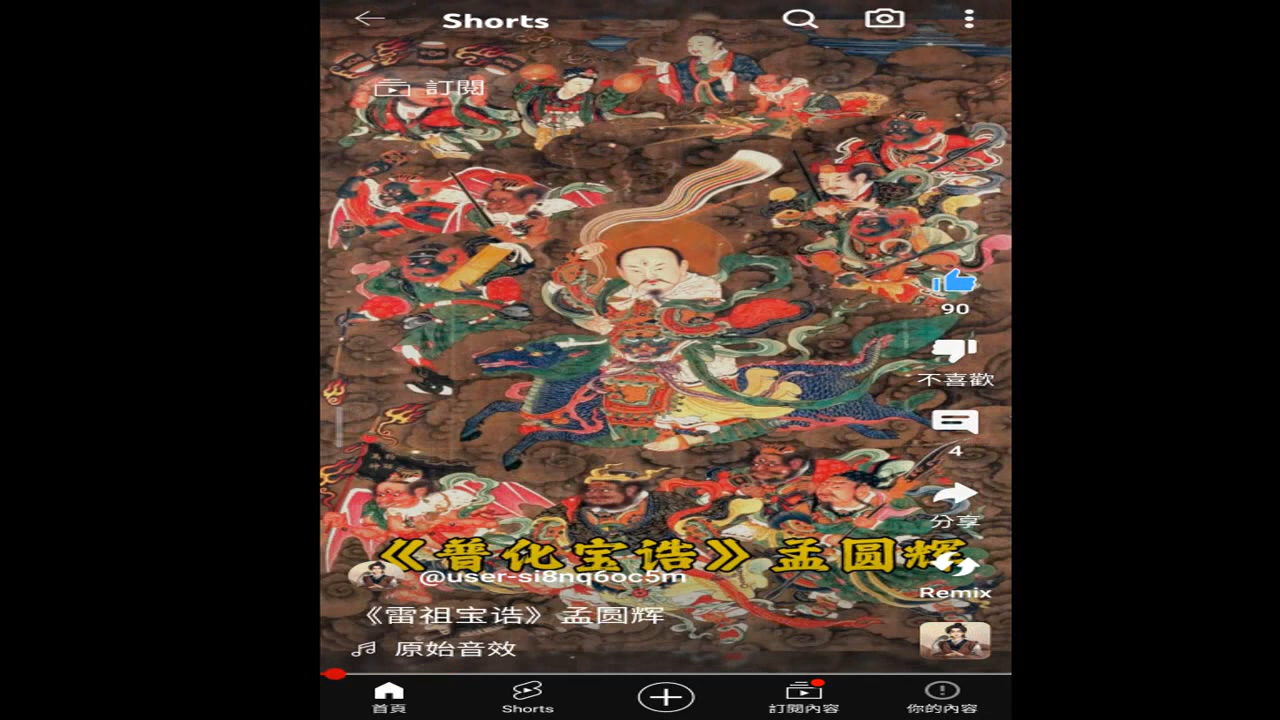 Shorts
訂閱
90
不喜歡
4
分享
《普化宝诰》孟圆辉
@user-si8nq6oc5m
Remix
《雷祖宝诰》 孟圆辉
原始音效
首頁
Shorts
訂閱內容
你的內容